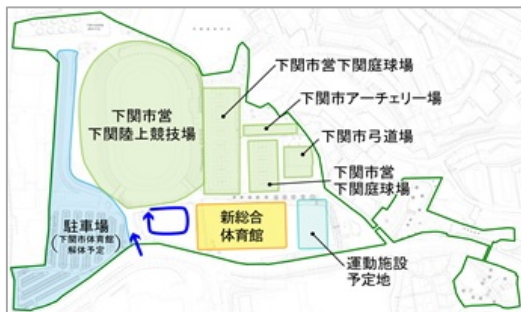 下関市営下関庭球場
下関市アーチェリー場
下関市営
下関陸上競技場
下関市弓道場
下関市営
下関庭球場
駐車場
(下関市体育館
解体予定)
新総合
体育館
運動施設
予定地